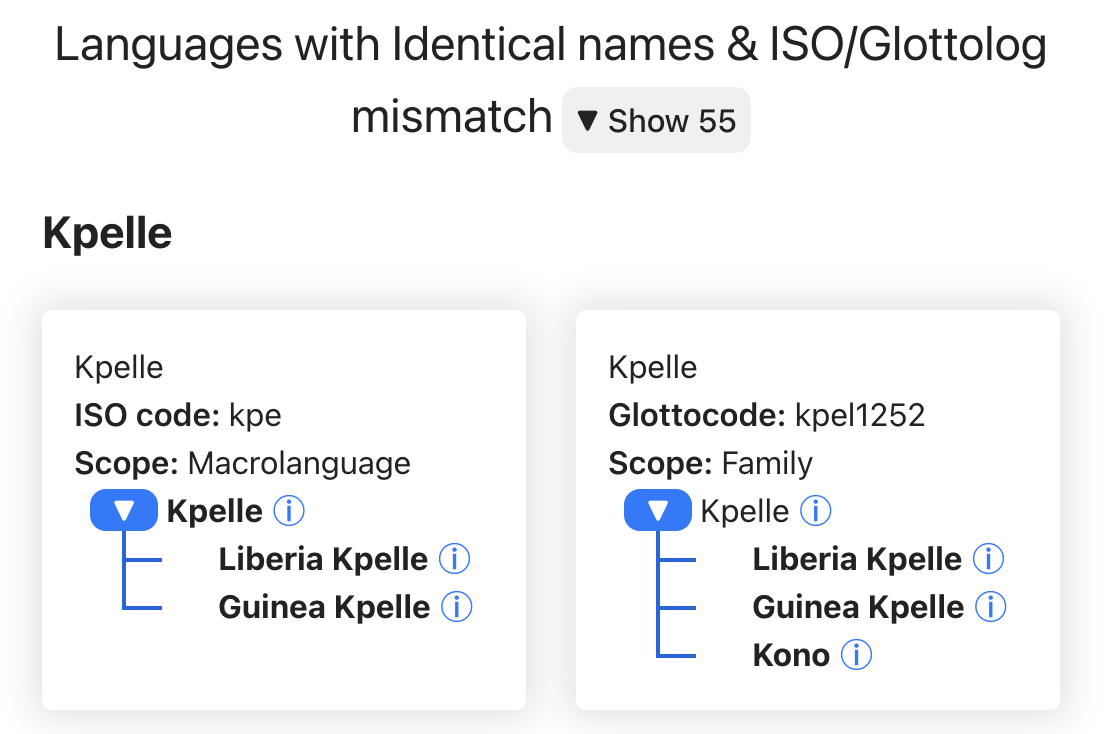 Languages with Identical names & ISO/Glottolog
mismatch ▼ Show 55
Kpelle
Kpelle
ISO code: kpe
Scope: Macrolanguage
▼ Kpelle ⓘ
Liberia Kpelle ⓘ
Guinea Kpelle ⓘ
Kpelle
Glottocode: kpel1252
Scope: Family
▼ Kpelle ⓘ
Liberia Kpelle ⓘ
Guinea Kpelle ⓘ
Kono ⓘ